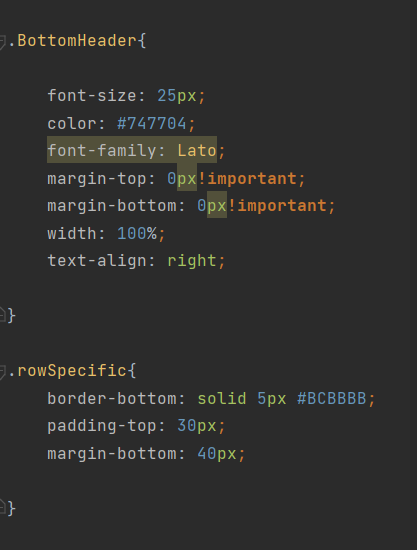 .BottomHeader{
font-size: 25px;
color: #747704;
font-family: Lato;
margin-top: 0px!important;
margin-bottom: 0px!important;
width: 100%;
text-align: right;
}
.rowSpecific{
border-bottom: solid 5px #BCBBBB;
padding-top: 30px;
margin-bottom: 40px;
}